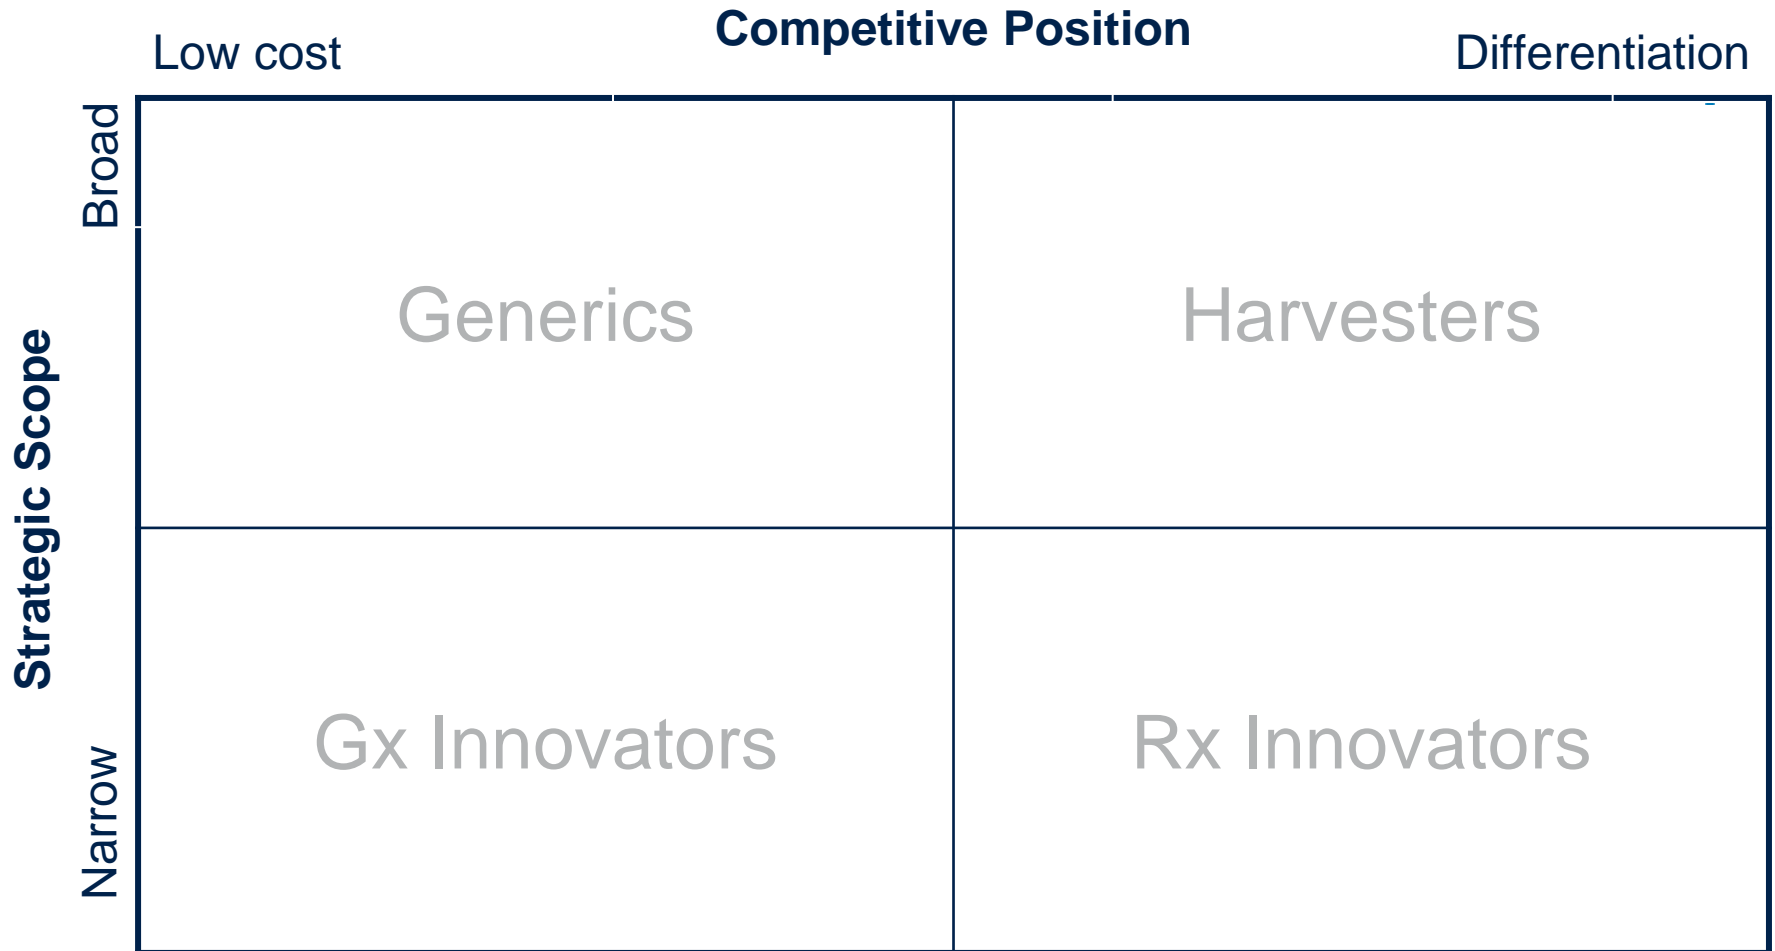 Competitive Position
Low cost
Differentiation
Strategic Scope
Broad
Generics
Harvesters
Narrow
Gx Innovators
Rx Innovators